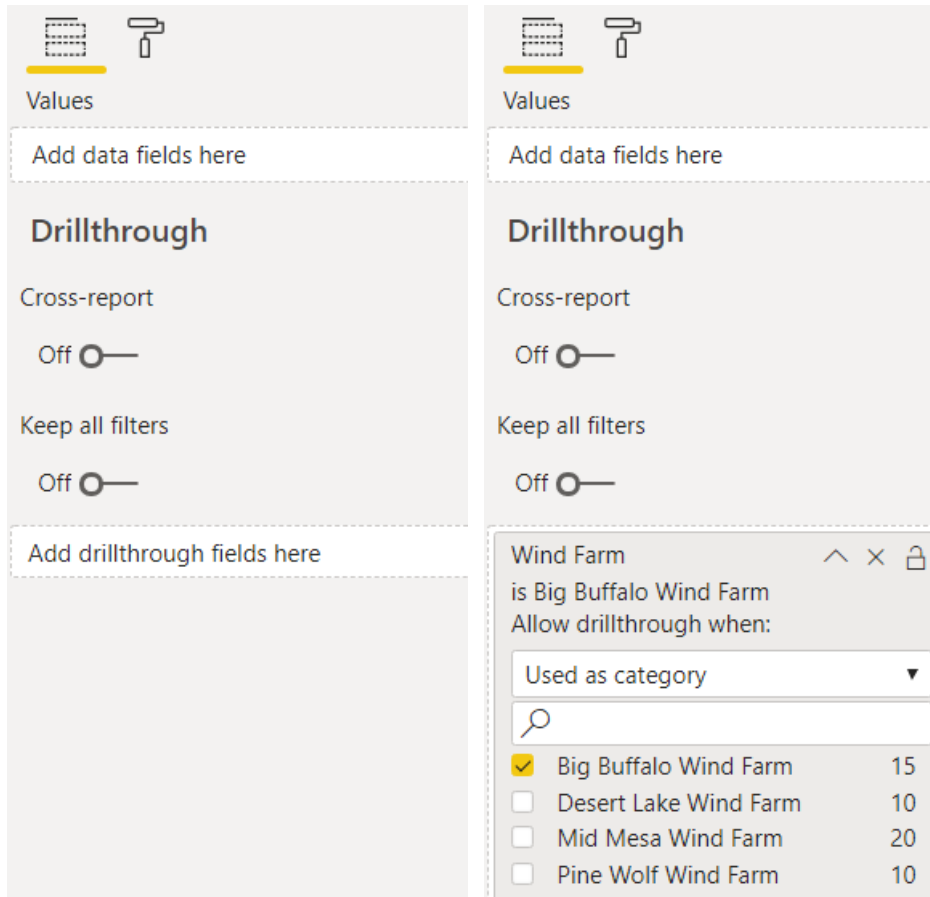 Values
Add data fields here
Drillthrough
Cross-report
Off
Keep all filters
Off
Add drillthrough fields here
Values
Add data fields here
Drillthrough
Cross-report
Off
Keep all filters
Off
Wind Farm
is Big Buffalo Wind Farm
Allow drillthrough when:
Used as category
Big Buffalo Wind Farm 15
Desert Lake Wind Farm 10
Mid Mesa Wind Farm 20
Pine Wolf Wind Farm 10